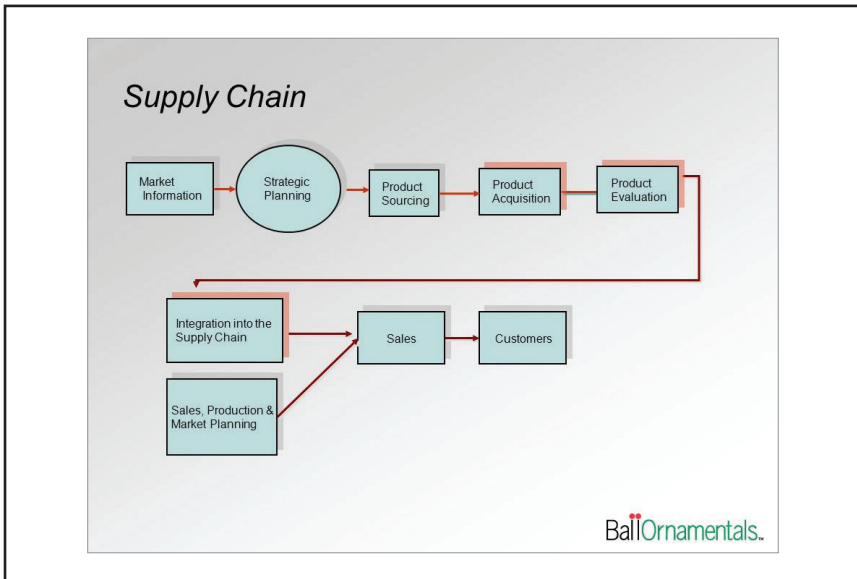 Supply Chain
Market
Information
Strategic
Planning
Product
Sourcing
Product
Acquisition
Product
Evaluation
Integration into the
Supply Chain
Sales
Customers
Sales, Production &
Market Planning
BallOrnamentals™